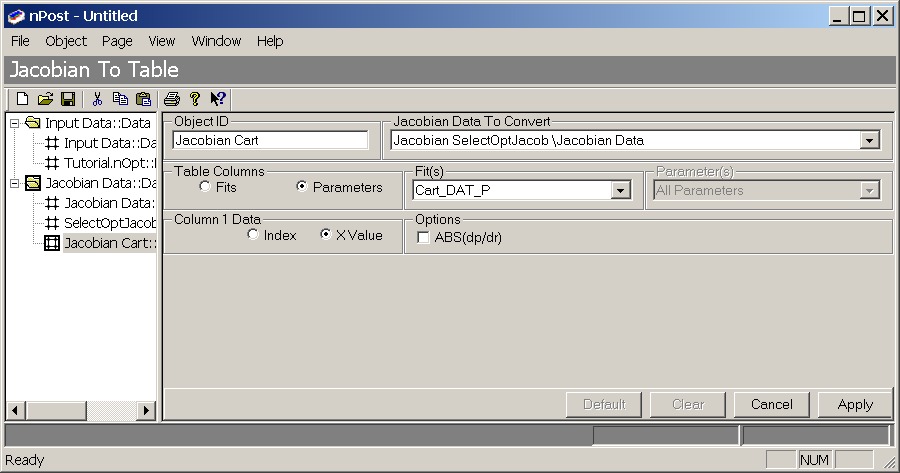 nPost - Untitled
File Object Page View Window Help
Jacobian To Table
Input Data::Data
Input Data::Da
Tutorial.nOpt::
Jacobian Data::Da
Jacobian Data:
SelectOptJacob
Jacobian Cart::
Object ID
Jacobian Cart
Jacobian Data To Convert
Jacobian SelectOptJacob \Jacobian Data
Table Columns
Fits Parameters
Fit(s)
Cart_DAT_P
Parameter(s)
All Parameters
Column 1 Data
Index X Value
Options
ABS(dp/dr)
Default Clear Cancel Apply
Ready NUM